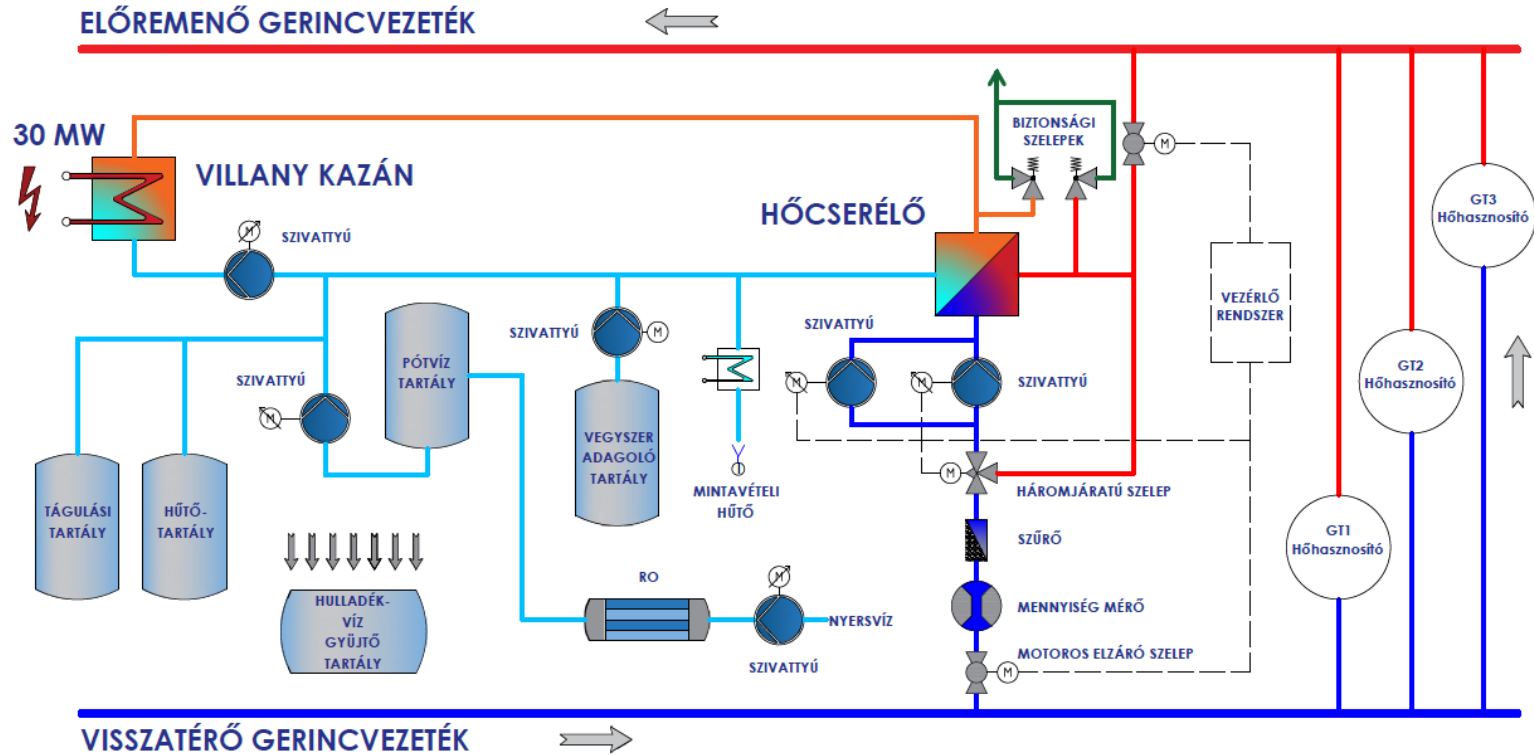 ELŐREMENŐ GERINCVEZETÉK
30 MW
VILLANY KAZÁN
BIZTONSÁGI
SZELEPEK
M
HŐCSERÉLŐ
GT3
Hőhasznosító
M
SZIVATTYÚ
VEZÉRLŐ
RENDSZER
SZIVATTYÚ
M
SZIVATTYÚ
PÓTVÍZ
TARTÁLY
SZIVATTYÚ
M
M
M
SZIVATTYÚ
GT2
Hőhasznosító
M
VEGYSZER
ADAGOLÓ
TARTÁLY
MINTAVÉTELI
HŰTŐ
M
HÁROMJÁRATÚ SZELEP
TÁGULÁSI
TARTÁLY
HŰTŐ-
TARTÁLY
SZŰRŐ
GT1
Hőhasznosító
RO
M
HULLADÉK-
VÍZ
GYŰJTŐ
TARTÁLY
NYERSVÍZ
MENNYISÉG MÉRŐ
SZIVATTYÚ
MOTOROS ELZÁRÓ SZELEP
M
VISSZATÉRŐ GERINCVEZETÉK